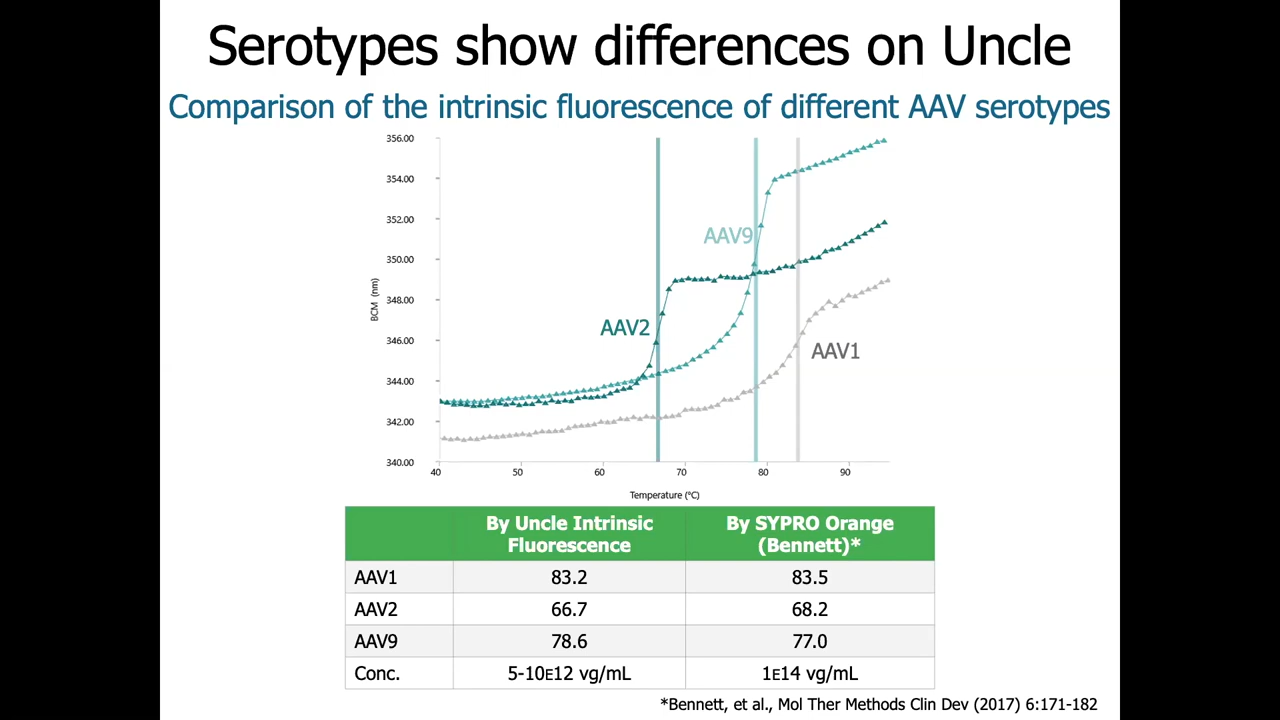 Serotypes show differences on Uncle
Comparison of the intrinsic fluorescence of different AAV serotypes
356.00
354.00
352.00
350.00
348.00
346.00
344.00
342.00
340.00
BCM (nm)
AAV9
AAV2
AAV1
40 50 60 70 80 90
Temperature (°C)
By Uncle Intrinsic Fluorescence By SYPRO Orange (Bennett)*
AAV1 83.2 83.5
AAV2 66.7 68.2
AAV9 78.6 77.0
Conc. 5-10E12 vg/mL 1E14 vg/mL
*Bennett, et al., Mol Ther Methods Clin Dev (2017) 6:171-182